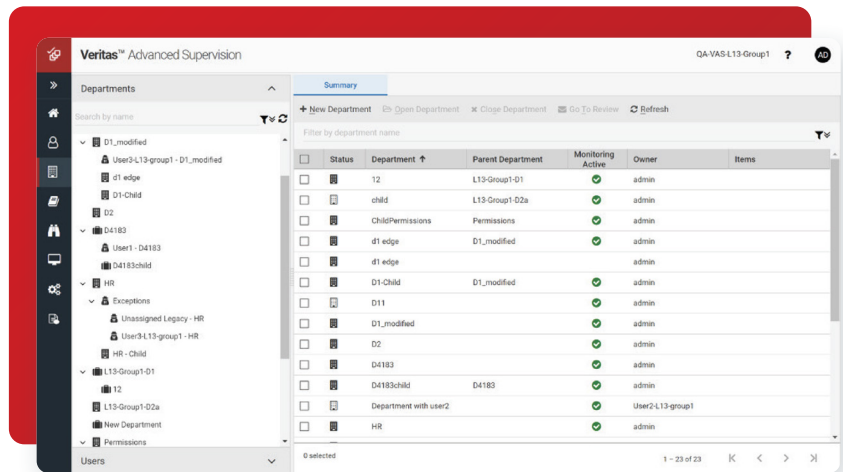 Veritas™ Advanced Supervision
QA-VAS-L13-Group1 ? AD
Departments
Search by name
D1_modified
User3-L13-group1 - D1_modified
d1 edge
D1-Child
D2
D4183
User1 - D4183
D4183child
HR
Exceptions
Unassigned Legacy - HR
User3-L13-group1 - HR
HR - Child
L13-Group1-D1
12
L13-Group1-D2a
New Department
Permissions
Users
Summary
New Department Open Department Close Department Go To Review Refresh
Filter by department name
Status Department Parent Department Monitoring Active Owner Items
12 L13-Group1-D1 admin
child L13-Group1-D2a admin
ChildPermissions Permissions admin
d1 edge D1_modified admin
d1 edge admin
D1-Child D1_modified admin
D11 admin
D1_modified admin
D2 admin
D4183 admin
D4183child D4183 admin
Department with user2 User2-L13-group1
HR admin
0 selected
1 – 23 of 23